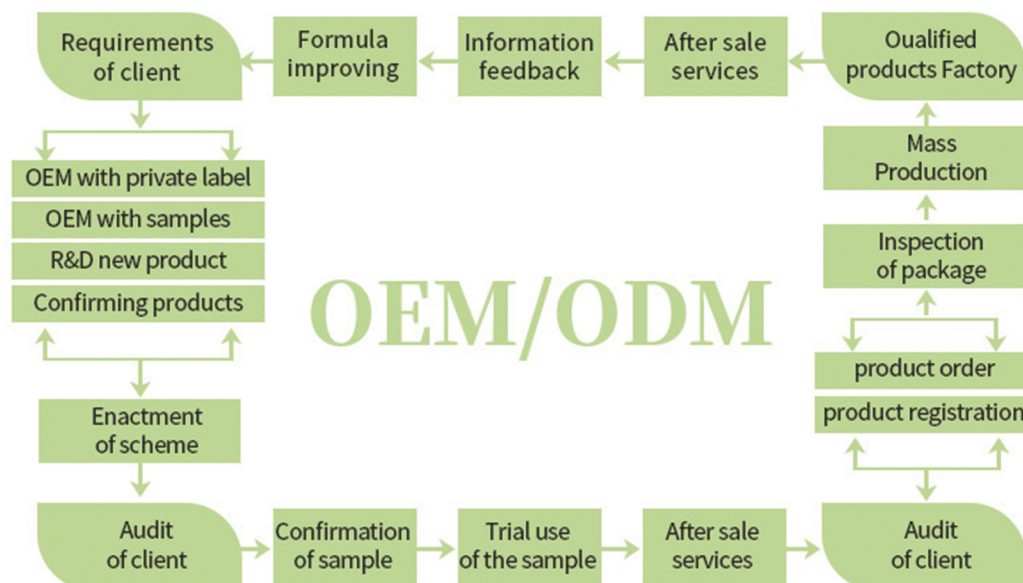 Requirements
of client
Formula
improving
Information
feedback
After sale
services
Oualified
products Factory
OEM with private label
OEM with samples
R&D new product
Confirming products
Mass
Production
Inspection
of package
OEM/ODM
product order
product registration
Enactment
of scheme
Audit
of client
Confirmation
of sample
Trial use
of the sample
After sale
services
Audit
of client